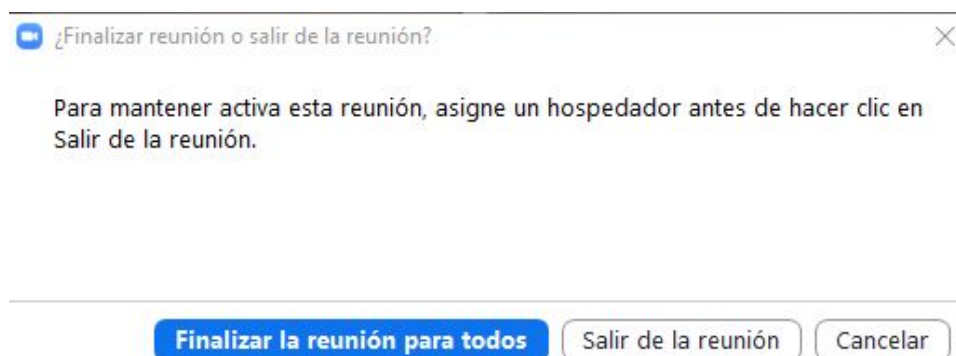 ¿Finalizar reunión o salir de la reunión?
Para mantener activa esta reunión, asigne un hospedador antes de hacer clic en
Salir de la reunión.
Finalizar la reunión para todos
Salir de la reunión
Cancelar